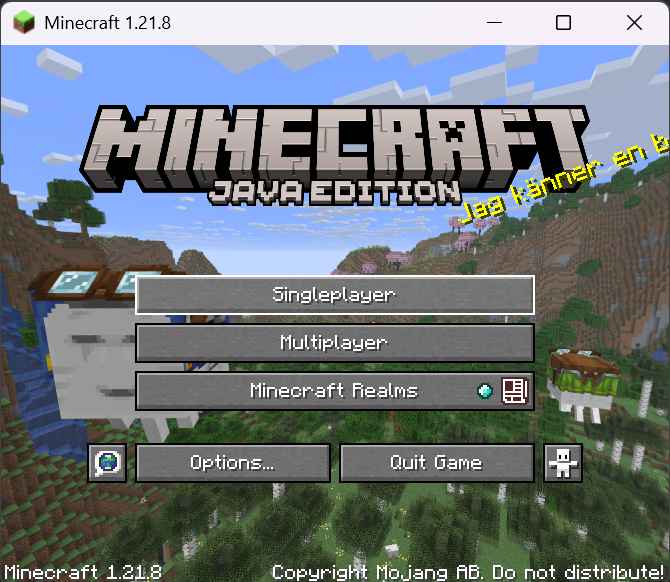 Minecraft 1.21.8
MINECRAFT
JAVA EDITION
Jag känner en b
Singleplayer
Multiplayer
Minecraft Realms
Options...
Quit Game
Minecraft 1.21.8
Copyright Mojang AB. Do not distribute!